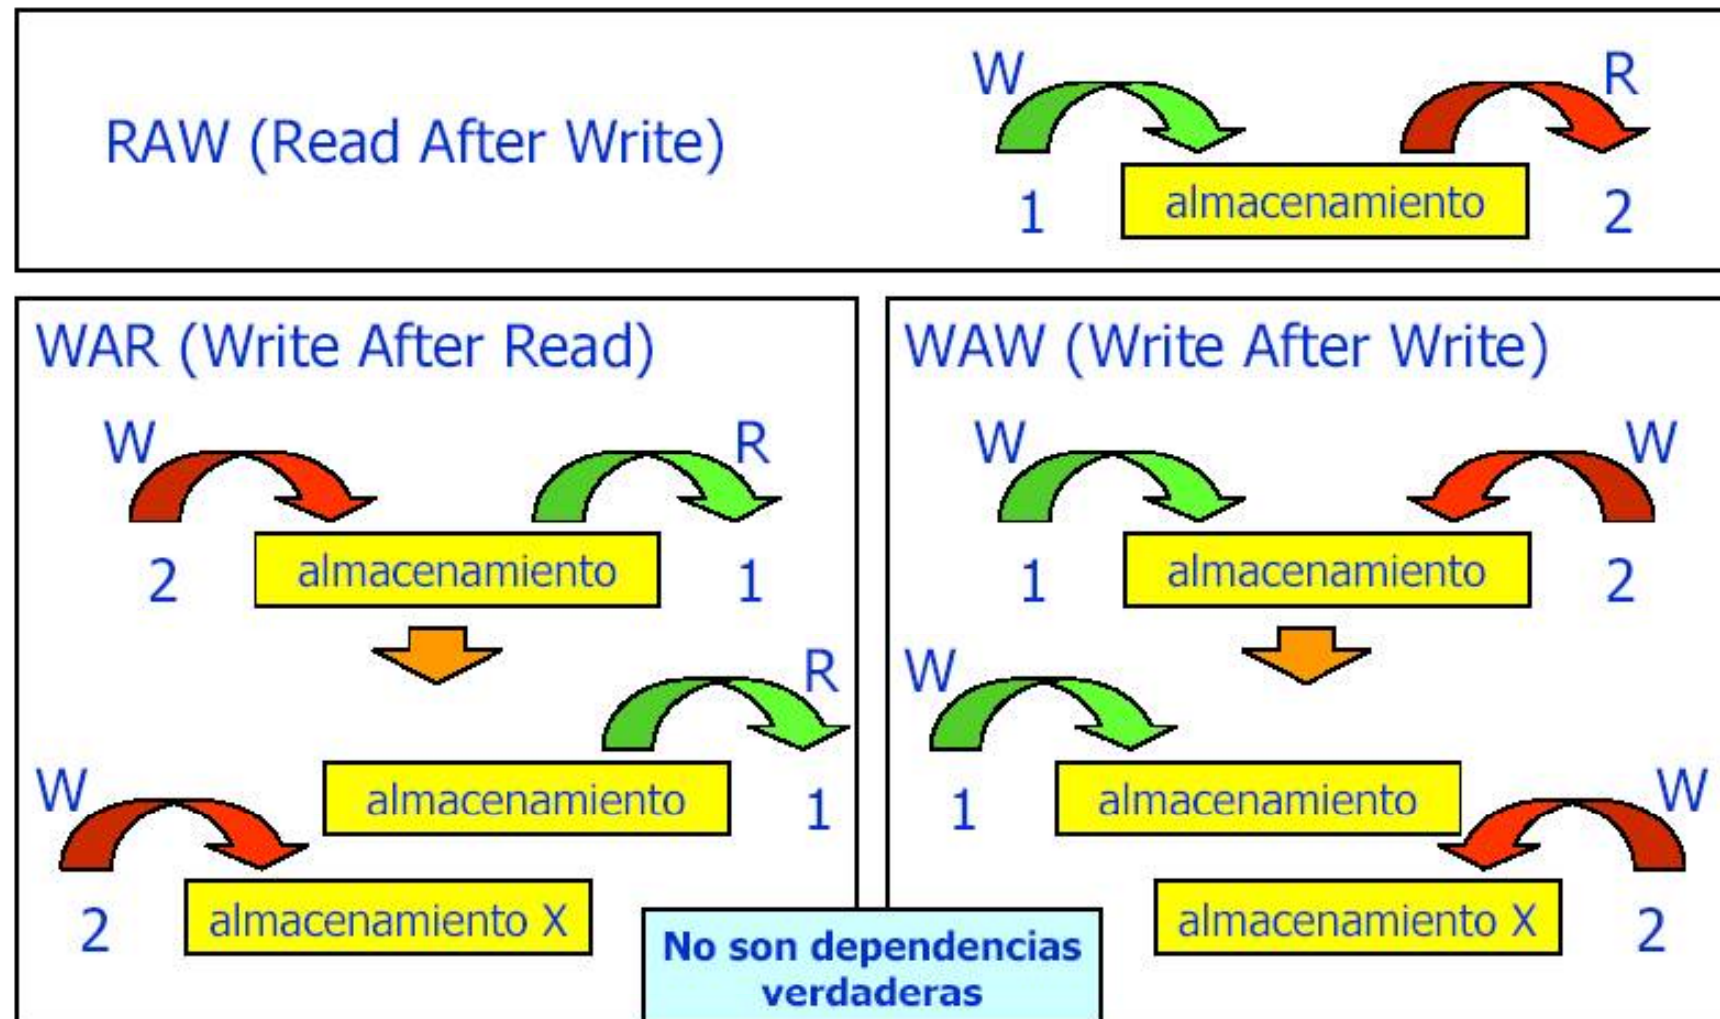 RAW (Read After Write)
W
R
1
almacenamiento
2
WAR (Write After Read)
W
R
2
almacenamiento
1
R
W
almacenamiento
1
2
almacenamiento X
WAW (Write After Write)
W
W
1
almacenamiento
2
W
W
1
almacenamiento
almacenamiento X
2
No son dependencias
verdaderas